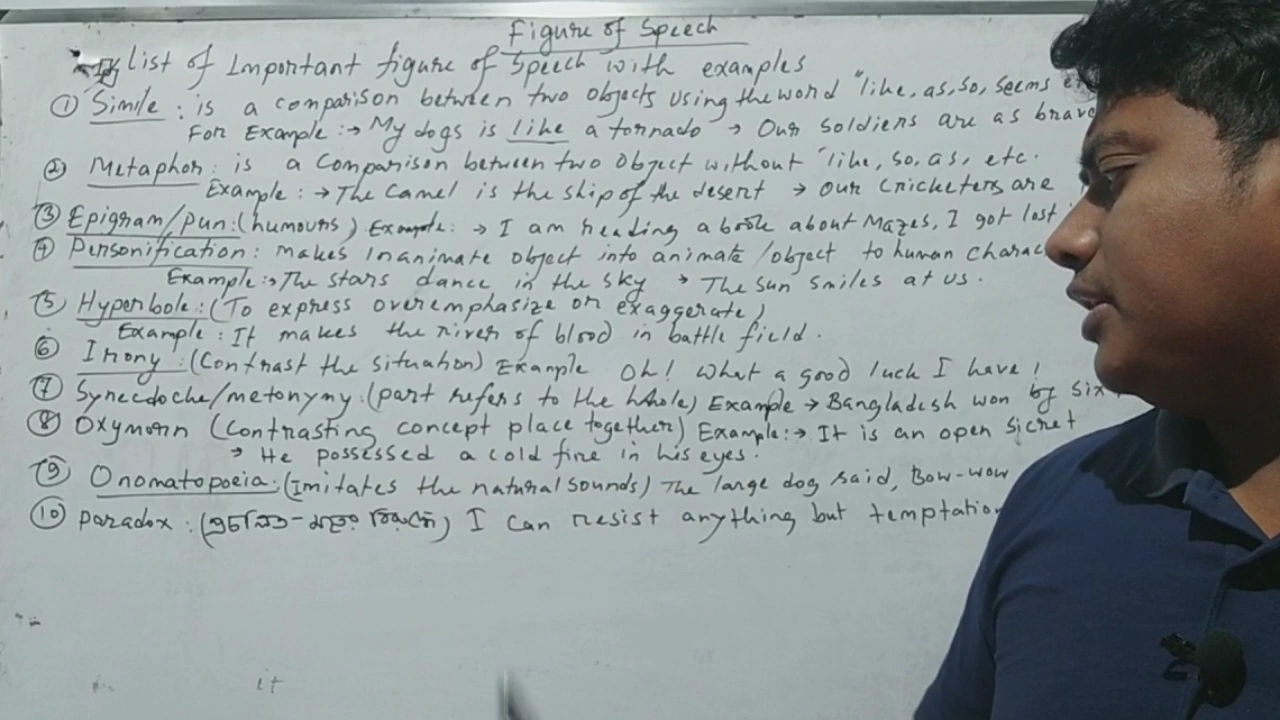 Figure of Speech
list of Important figure of Speech with examples
① Simile : is a comparison between two objects using the word "like, as, so, seems
For Example :→ My dogs is like a tornado → Our soldiers are as brave
② Metaphor : is a Comparison between two Object without "like, so, as, etc.
Example : → The Camel is the ship of the desert → Our Cricketers are
③ Epigram/pun : (humours) Example : → I am reading a book about Mazes, I got lost
④ Personification : makes inanimate object into animate /object to human charac
Example :→ The stars dance in the sky → The sun smiles at us.
⑤ Hyperbole : (To express overemphasize or exaggerate)
Example : It makes the river of blood in battle field.
⑥ Irony : (Contrast the situation) Example Oh! What a good luck I have!
⑦ Synecdoche/metonymy : (part refers to the whole) Example → Bangladesh won by six
⑧ Oxymorn (Contrasting concept place together) Example :→ It is an open sicret
→ He possessed a cold fire in his eyes.
⑨ Onomatopoeia : (Imitates the natural sounds) The large dog said, Bow-wow
⑩ Paradox : ( ) I can resist anything but temptation
it